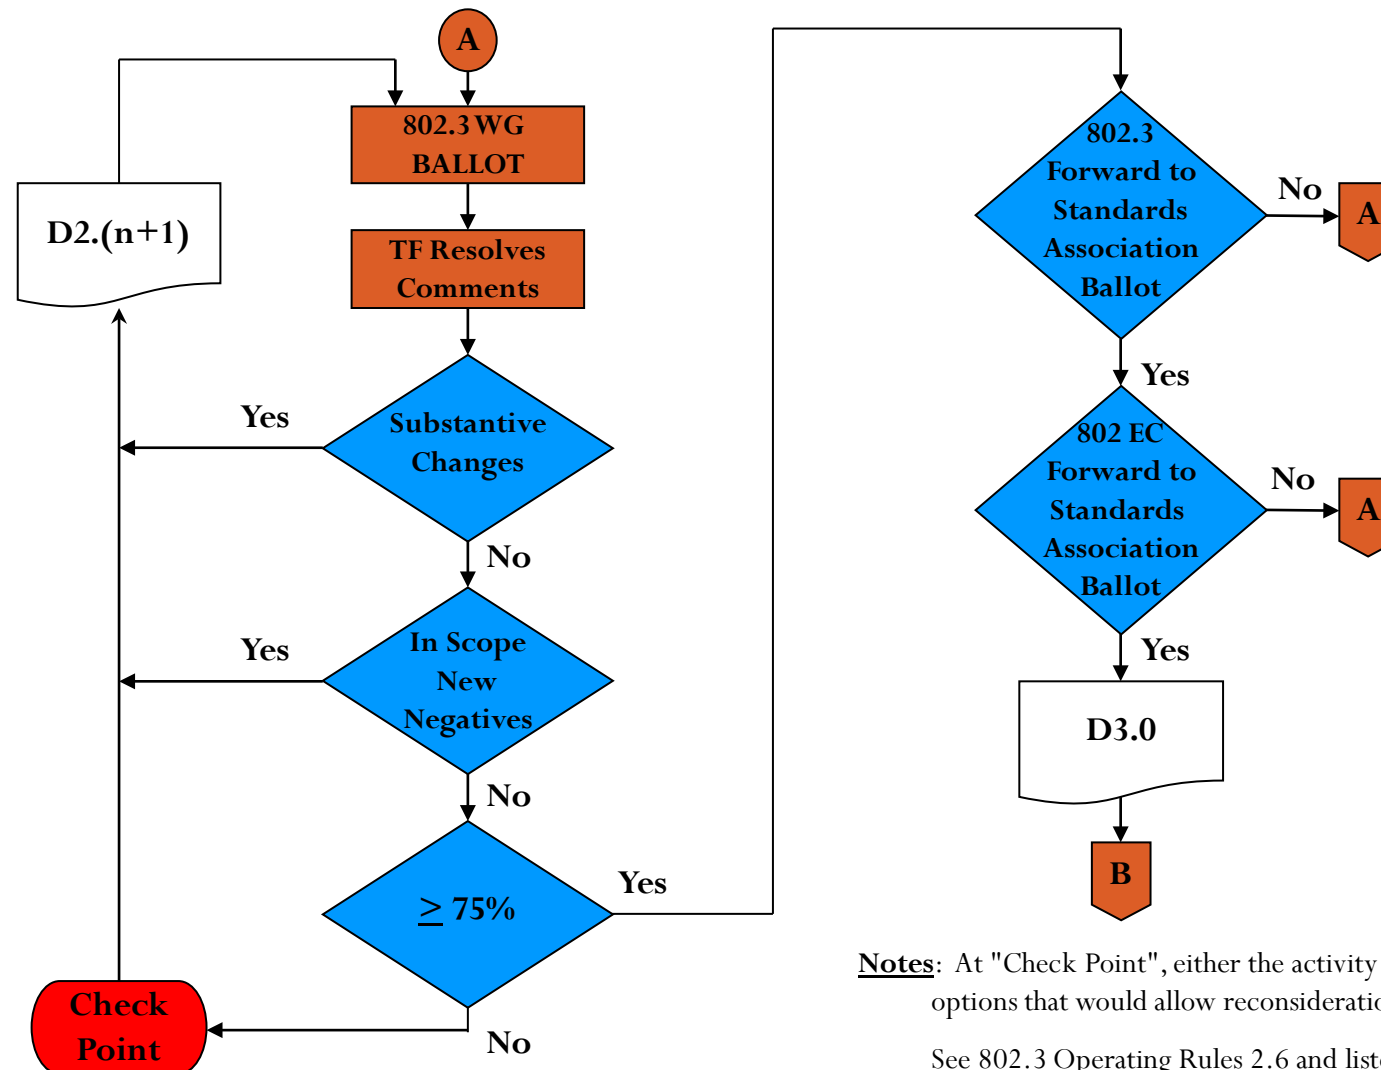 A
802.3 WG
BALLOT
D2.(n+1)
TF Resolves
Comments
Yes
Substantive
Changes
No
Yes
In Scope
New
Negatives
No
Yes
≥ 75%
Check
Point
No
802.3
Forward to
Standards
Association
Ballot
No
A
Yes
802 EC
Forward to
Standards
Association
Ballot
No
A
Yes
D3.0
B
Notes: At "Check Point", either the activity
options that would allow
See 802.3 Operating Rules 2.6 and